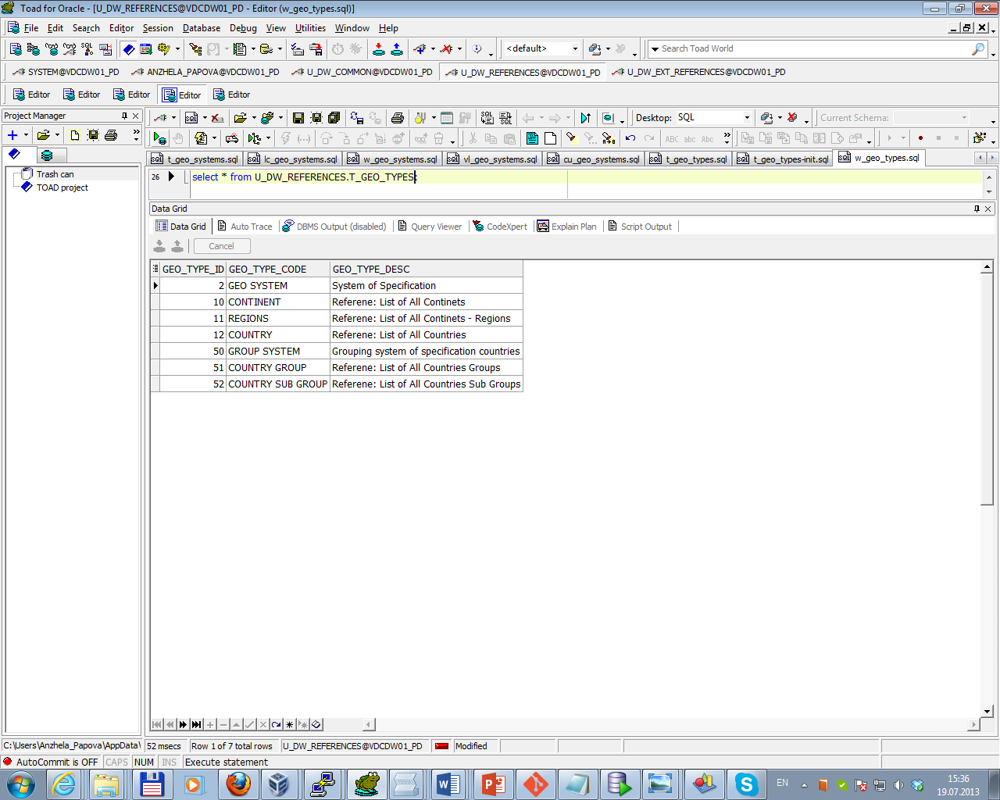 Toad for Oracle - [U_DW_REFERENCES@VDCDW01_PD - Editor (w_geo_types.sql)]
File Edit Search Editor Session Database Debug View Utilities Window Help
<default> Search Toad World
SYSTEM@VDCDW01_PD ANZHELA_PAPOVA@VDCDW01_PD U_DW_COMMON@VDCDW01_PD U_DW_REFERENCES@VDCDW01_PD U_DW_EXT_REFERENCES@VDCDW01_PD
Editor Editor Editor Editor Editor
Project Manager
Desktop: SQL Current Schema:
t_geo_systems.sql lc_geo_systems.sql w_geo_systems.sql vl_geo_systems.sql cu_geo_systems.sql t_geo_types.sql t_geo_types-init.sql w_geo_types.sql
Trash can
TOAD project
26 select * from U_DW_REFERENCES.T_GEO_TYPES;
Data Grid
Data Grid Auto Trace DBMS Output (disabled) Query Viewer CodeXpert Explain Plan Script Output
Cancel
GEO_TYPE_ID GEO_TYPE_CODE GEO_TYPE_DESC
2 GEO SYSTEM System of Specification
10 CONTINENT Referene: List of All Continets
11 REGIONS Referene: List of All Continets - Regions
12 COUNTRY Referene: List of All Countries
50 GROUP SYSTEM Grouping system of specification countries
51 COUNTRY GROUP Referene: List of All Countries Groups
52 COUNTRY SUB GROUP Referene: List of All Countries Sub Groups
C:\Users\Anzhela_Papova\AppData\ 52 msecs Row 1 of 7 total rows U_DW_REFERENCES@VDCDW01_PD Modified
AutoCommit is OFF CAPS NUM INS Execute statement
EN 15:36
19.07.2013